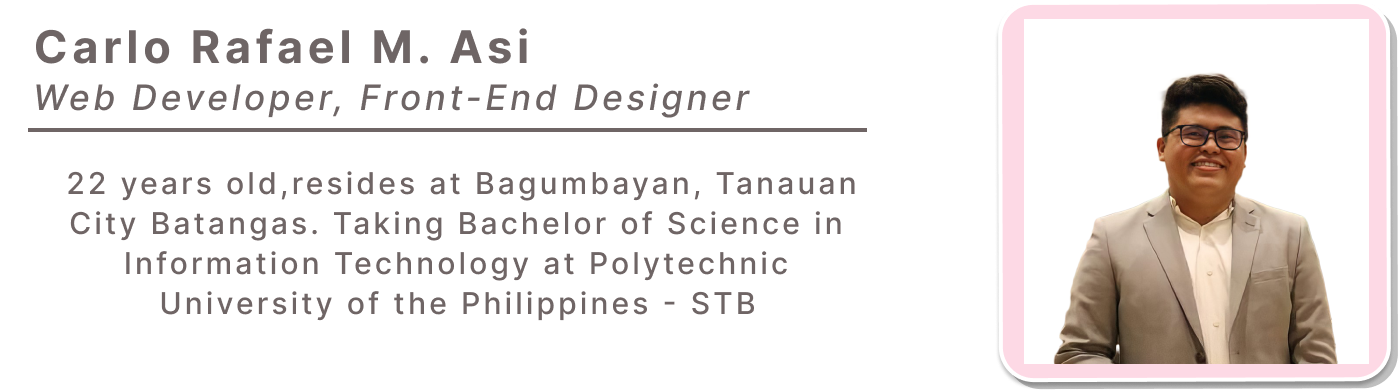 Carlo Rafael M. Asi
Web Developer, Front-End Designer
22 years old,resides at Bagumbayan, Tanauan
City Batangas. Taking Bachelor of Science in
Information Technology at Polytechnic
University of the Philippines - STB